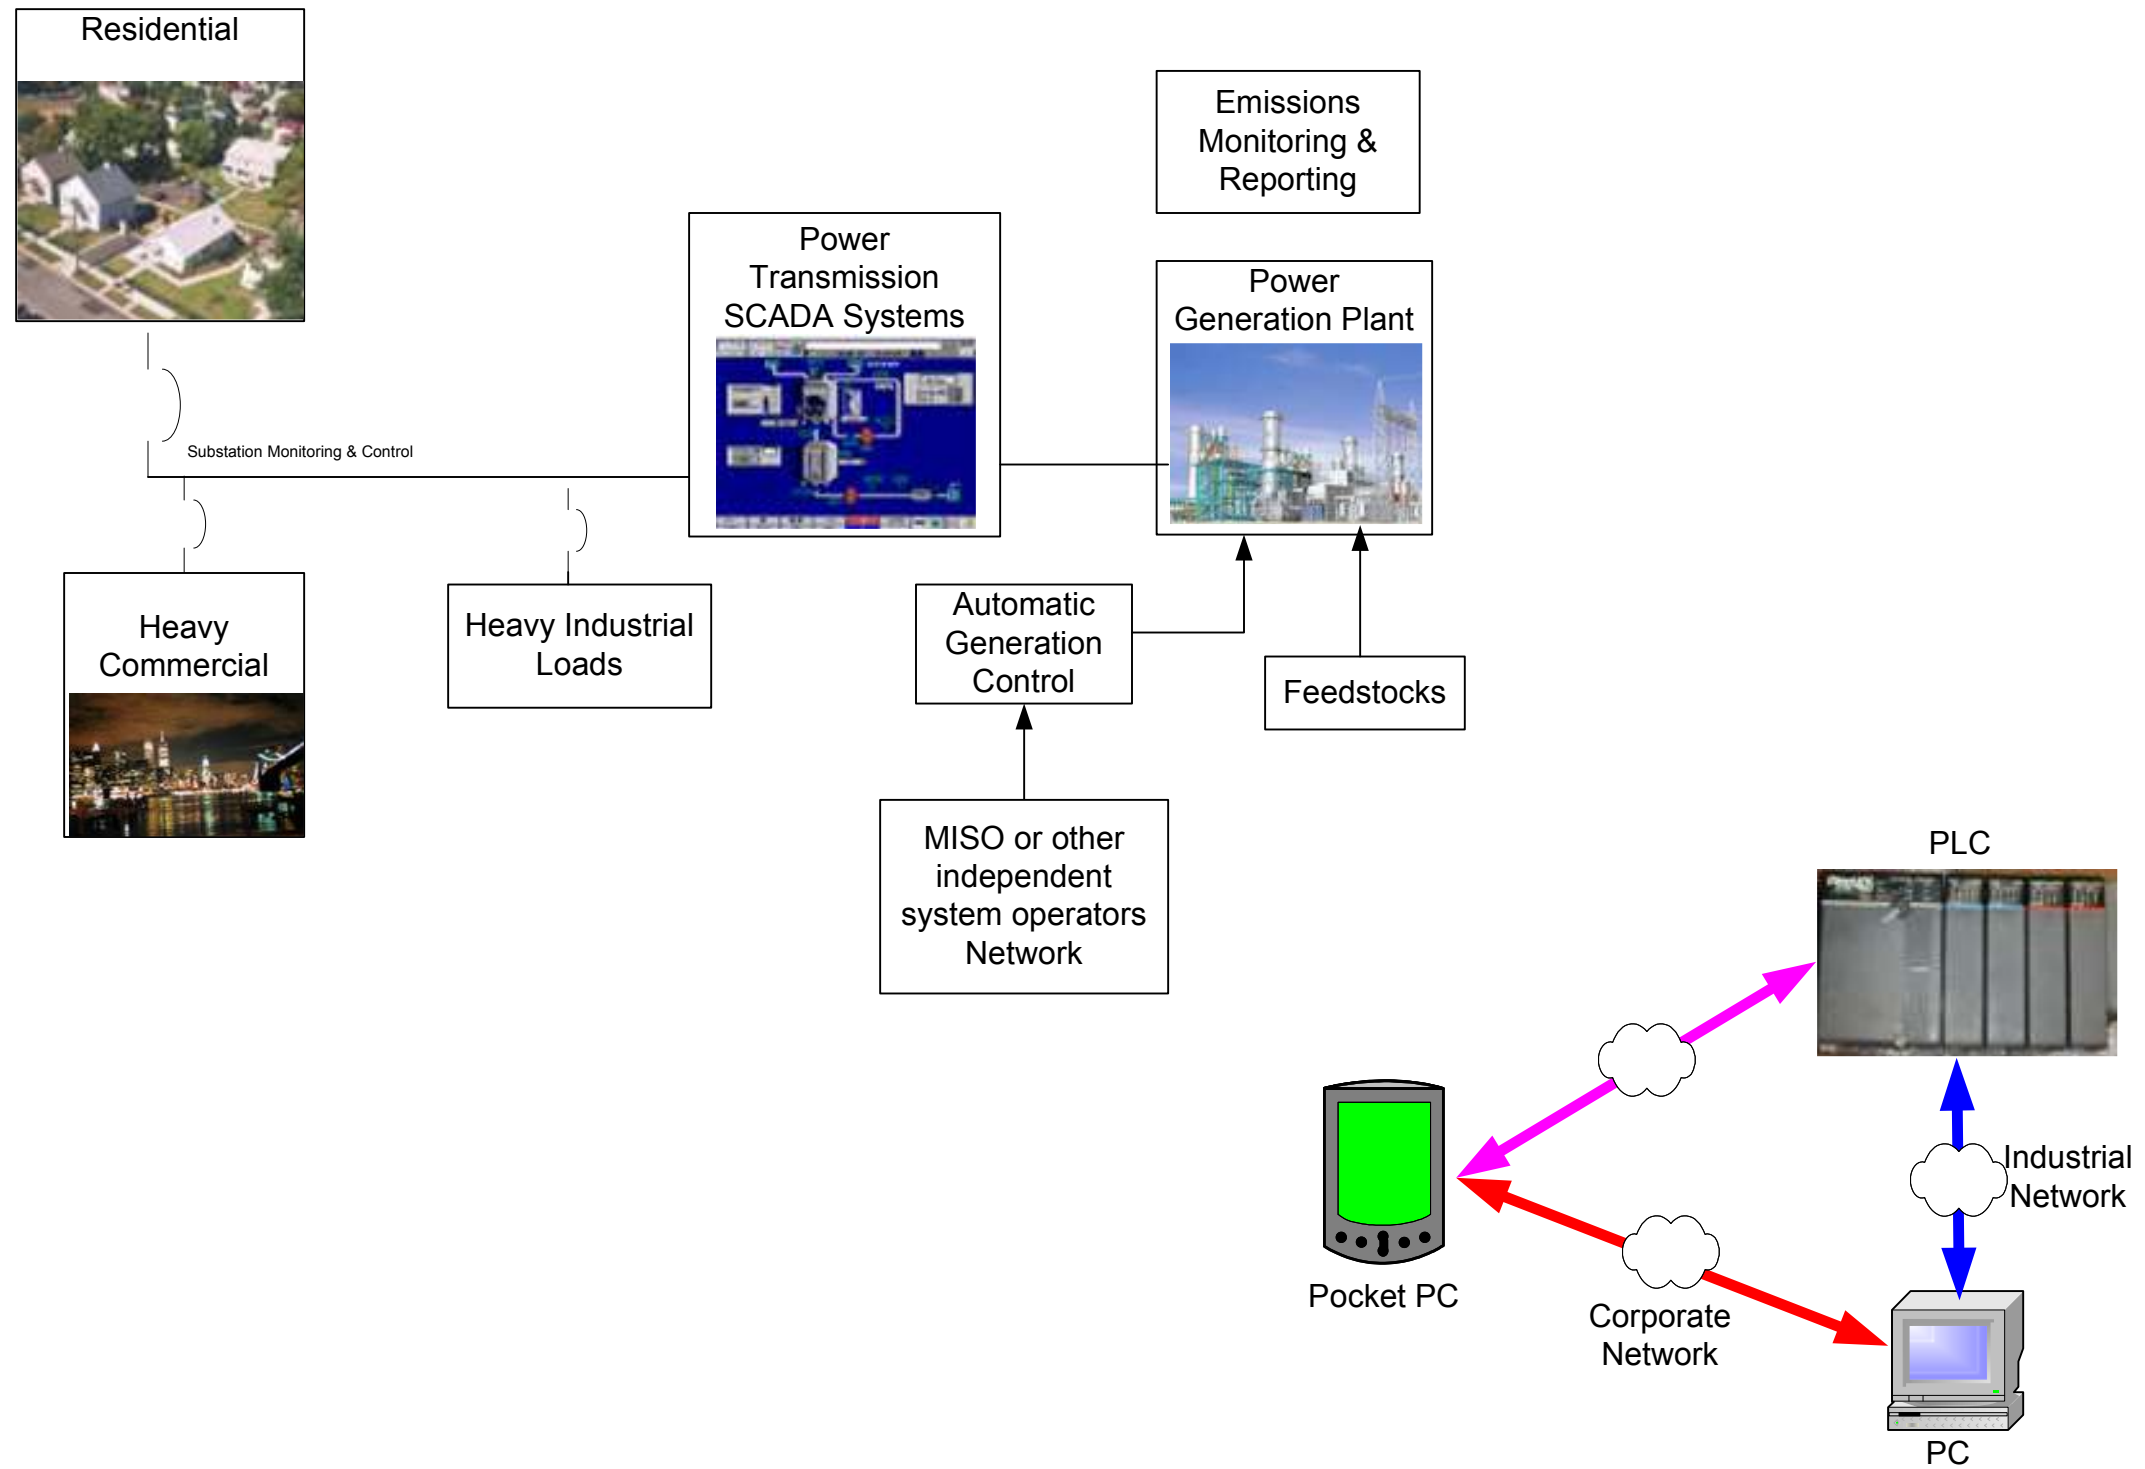 Residential
Emissions
Monitoring &
Reporting
Power
Transmission
SCADA Systems
Power
Generation Plant
Substation Monitoring & Control
Heavy
Commercial
Heavy Industrial
Loads
Automatic
Generation
Control
Feedstocks
MISO or other
independent
system operators
Network
PLC
Industrial
Network
Pocket PC
Corporate
Network
PC